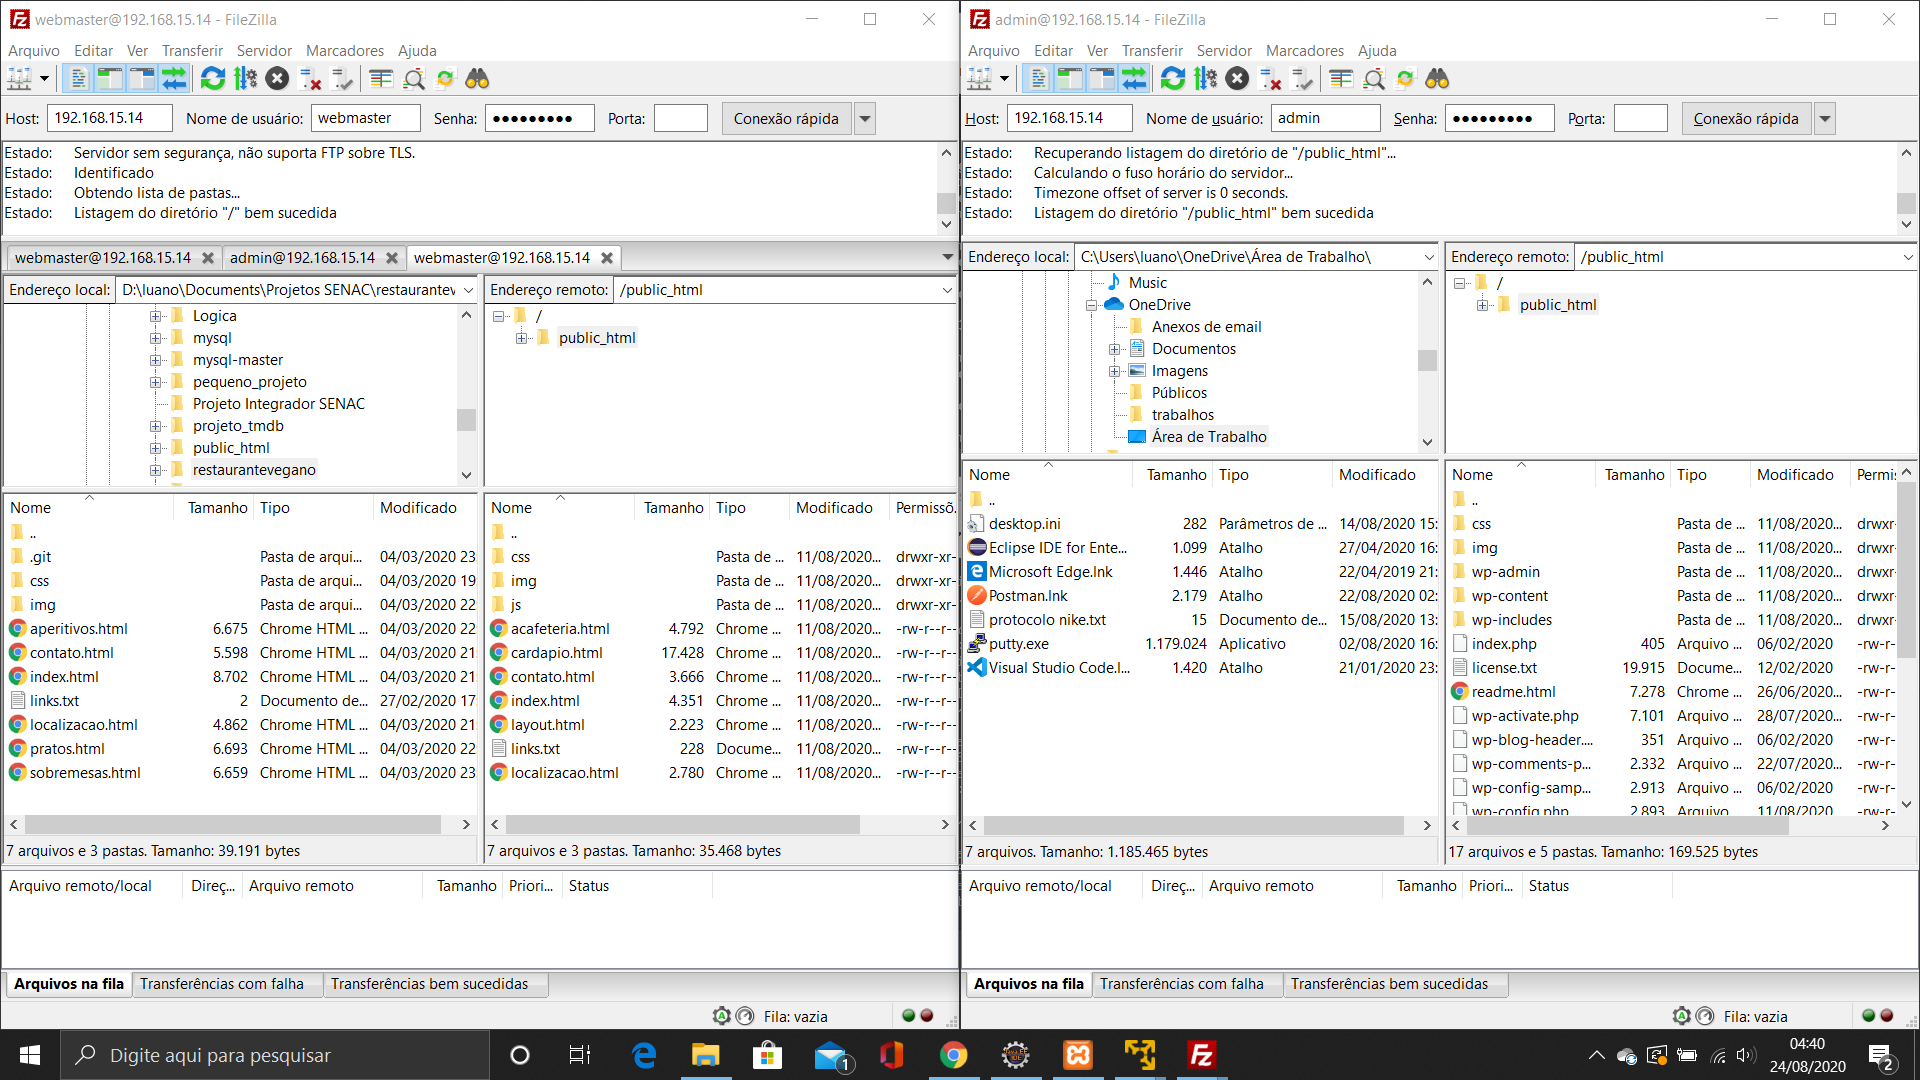 webmaster@192.168.15.14 - FileZilla
Arquivo Editar Ver Transferir Servidor Marcadores Ajuda
Host: 192.168.15.14 Nome de usuário: webmaster Senha: ●●●●●●●●● Porta: Conexão rápida
Estado: Servidor sem segurança, não suporta FTP sobre TLS.
Estado: Identificado
Estado: Obtendo lista de pastas...
Estado: Listagem do diretório "/" bem sucedida
webmaster@192.168.15.14 admin@192.168.15.14 webmaster@192.168.15.14
Endereço local: D:\luano\Documents\Projetos SENAC\restaurantev
Logica
mysql
mysql-master
pequeno_projeto
Projeto Integrador SENAC
projeto_tmdb
public_html
restaurantevegano
Nome Tamanho Tipo Modificado
..
.git Pasta de arqui... 04/03/2020 23:
css Pasta de arqui... 04/03/2020 19:
img Pasta de arqui... 04/03/2020 22:
aperitivos.html 6.675 Chrome HTML ... 04/03/2020 22:
contato.html 5.598 Chrome HTML ... 04/03/2020 21:
index.html 8.702 Chrome HTML ... 04/03/2020 21:
links.txt 2 Documento de... 27/02/2020 17:
localizacao.html 4.862 Chrome HTML ... 04/03/2020 21:
pratos.html 6.693 Chrome HTML ... 04/03/2020 22:
sobremesas.html 6.659 Chrome HTML ... 04/03/2020 23:
7 arquivos e 3 pastas. Tamanho: 39.191 bytes
Endereço remoto: /public_html
/
public_html
Nome Tamanho Tipo Modificado Permissõ.
..
css Pasta de ... 11/08/2020... drwxr-xr-
img Pasta de ... 11/08/2020... drwxr-xr-
js Pasta de ... 11/08/2020... drwxr-xr-
acafeteria.html 4.792 Chrome ... 11/08/2020... -rw-r--r--
cardapio.html 17.428 Chrome ... 11/08/2020... -rw-r--r--
contato.html 3.666 Chrome ... 11/08/2020... -rw-r--r--
index.html 4.351 Chrome ... 11/08/2020... -rw-r--r--
layout.html 2.223 Chrome ... 11/08/2020... -rw-r--r--
links.txt 228 Docume... 11/08/2020... -rw-r--r--
localizacao.html 2.780 Chrome ... 11/08/2020... -rw-r--r--
7 arquivos e 3 pastas. Tamanho: 35.468 bytes
Arquivo remoto/local Direç... Arquivo remoto Tamanho Priori... Status
Arquivos na fila Transferências com falha Transferências bem sucedidas
Fila: vazia
admin@192.168.15.14 - FileZilla
Arquivo Editar Ver Transferir Servidor Marcadores Ajuda
Host: 192.168.15.14 Nome de usuário: admin Senha: ●●●●●●●●● Porta: Conexão rápida
Estado: Recuperando listagem do diretório de "/public_html"...
Estado: Calculando o fuso horário do servidor...
Estado: Timezone offset of server is 0 seconds.
Estado: Listagem do diretório "/public_html" bem sucedida
Endereço local: C:\Users\luano\OneDrive\Área de Trabalho\
Music
OneDrive
Anexos de email
Documentos
Imagens
Públicos
trabalhos
Área de Trabalho
Nome Tamanho Tipo Modificado
..
desktop.ini 282 Parâmetros de ... 14/08/2020 15:
Eclipse IDE for Ente... 1.099 Atalho 27/04/2020 16:
Microsoft Edge.lnk 1.446 Atalho 22/04/2019 21:
Postman.lnk 2.179 Atalho 22/08/2020 02:
protocolo nike.txt 15 Documento de... 15/08/2020 13:
putty.exe 1.179.024 Aplicativo 02/08/2020 16:
Visual Studio Code.l... 1.420 Atalho 21/01/2020 23:
7 arquivos. Tamanho: 1.185.465 bytes
Endereço remoto: /public_html
/
public_html
Nome Tamanho Tipo Modificado Permis
..
css Pasta de ... 11/08/2020... drwxr-
img Pasta de ... 11/08/2020... drwxr-
wp-admin Pasta de ... 11/08/2020... drwxr-
wp-content Pasta de ... 11/08/2020... drwxr-
wp-includes Pasta de ... 11/08/2020... drwxr-
index.php 405 Arquivo ... 06/02/2020 -rw-r-
license.txt 19.915 Docume... 12/02/2020 -rw-r-
readme.html 7.278 Chrome ... 26/06/2020 -rw-r-
wp-activate.php 7.101 Arquivo ... 28/07/2020 -rw-r-
wp-blog-header.... 351 Arquivo ... 06/02/2020 -rw-r-
wp-comments-p... 2.332 Arquivo ... 22/07/2020 -rw-r-
wp-config-samp... 2.913 Arquivo ... 06/02/2020 -rw-r-
wp-config.php 2.893 Arquivo ... 11/08/2020... -rw-r-
17 arquivos e 5 pastas. Tamanho: 169.525 bytes
Arquivo remoto/local Direç... Arquivo remoto Tamanho Priori... Status
Arquivos na fila Transferências com falha Transferências bem sucedidas
Fila: vazia
Digite aqui para pesquisar
1
04:40
24/08/2020
2